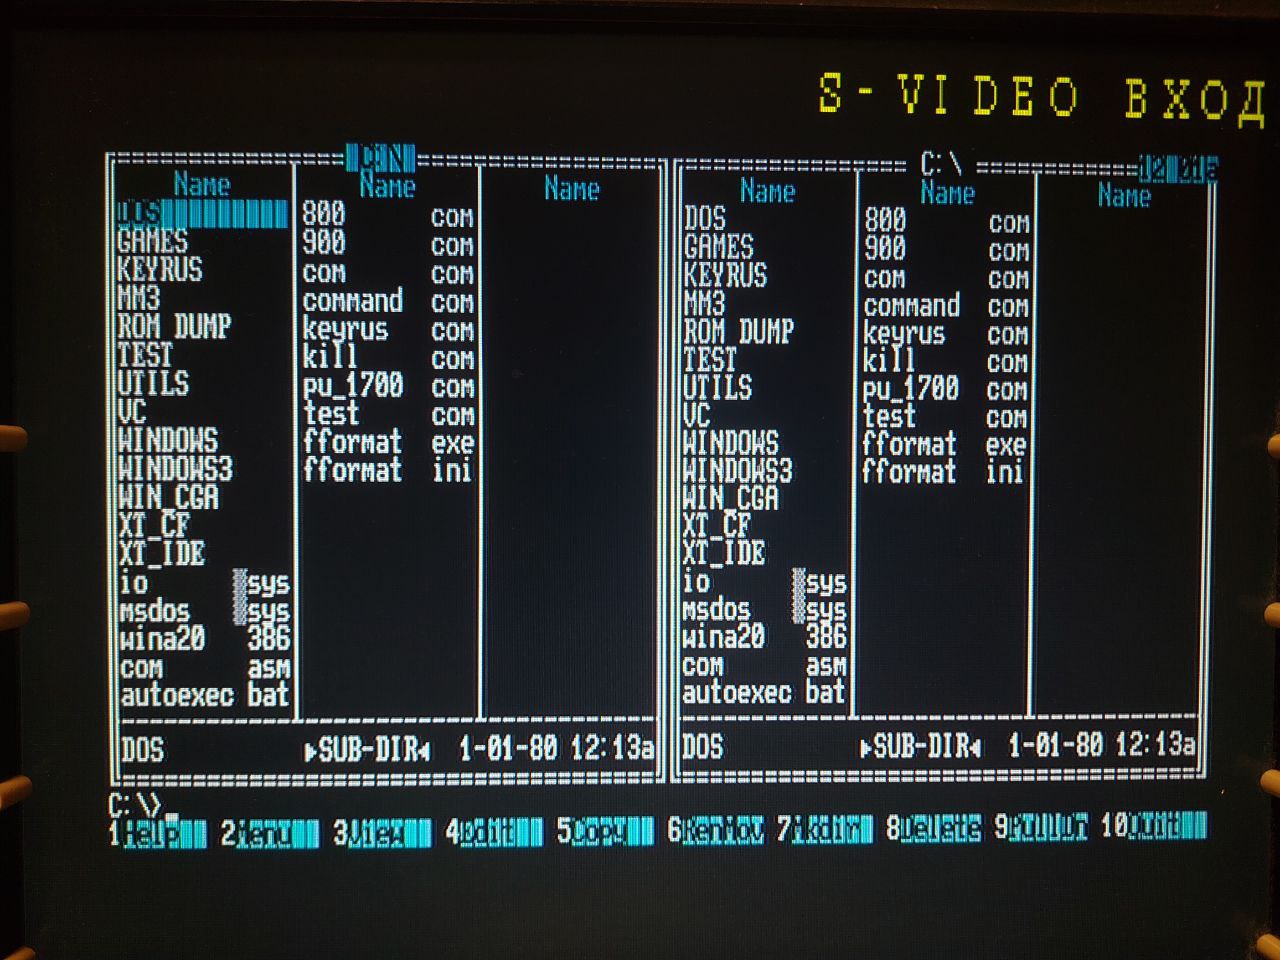 S-VIDEO ВХОД
C:\ C:\
Name Name Name Name Name Name
DOS 800 com DOS 800 com
GAMES 900 com GAMES 900 com
KEYRUS com com KEYRUS com com
MM3 command com MM3 command com
ROM_DUMP keyrus com ROM_DUMP keyrus com
TEST kill com TEST kill com
UTILS pu_1700 com UTILS pu_1700 com
VC test com VC test com
WINDOWS fformat exe WINDOWS fformat exe
WINDOWS3 fformat ini WINDOWS3 fformat ini
WIN_CGA WIN_CGA
XT_CF XT_CF
XT_IDE XT_IDE
io sys io sys
msdos sys msdos sys
wina20 386 wina20 386
com asm com asm
autoexec bat autoexec bat
DOS ►SUB-DIR◄ 1-01-80 12:13a DOS ►SUB-DIR◄ 1-01-80 12:13a
C:\>
1Help 2Menu 3View 4Edit 5Copy 6RenMov 7Mkdir 8Delete 9PullDn 10Quit